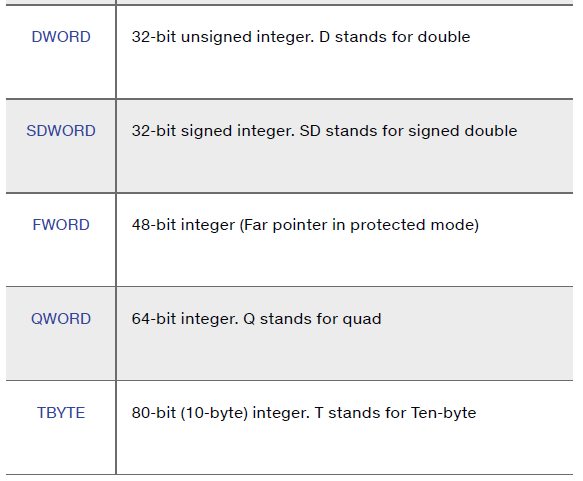 DWORD 32-bit unsigned integer. D stands for double
SDWORD 32-bit signed integer. SD stands for signed double
FWORD 48-bit integer (Far pointer in protected mode)
QWORD 64-bit integer. Q stands for quad
TBYTE 80-bit (10-byte) integer. T stands for Ten-byte